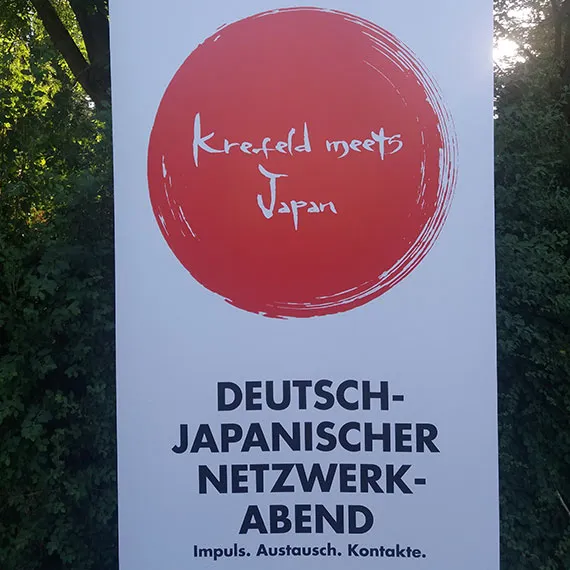 Krefeld meets
Japan
DEUTSCH-
JAPANISCHER
NETZWERK-
ABEND
Impuls. Austausch. Kontakte.